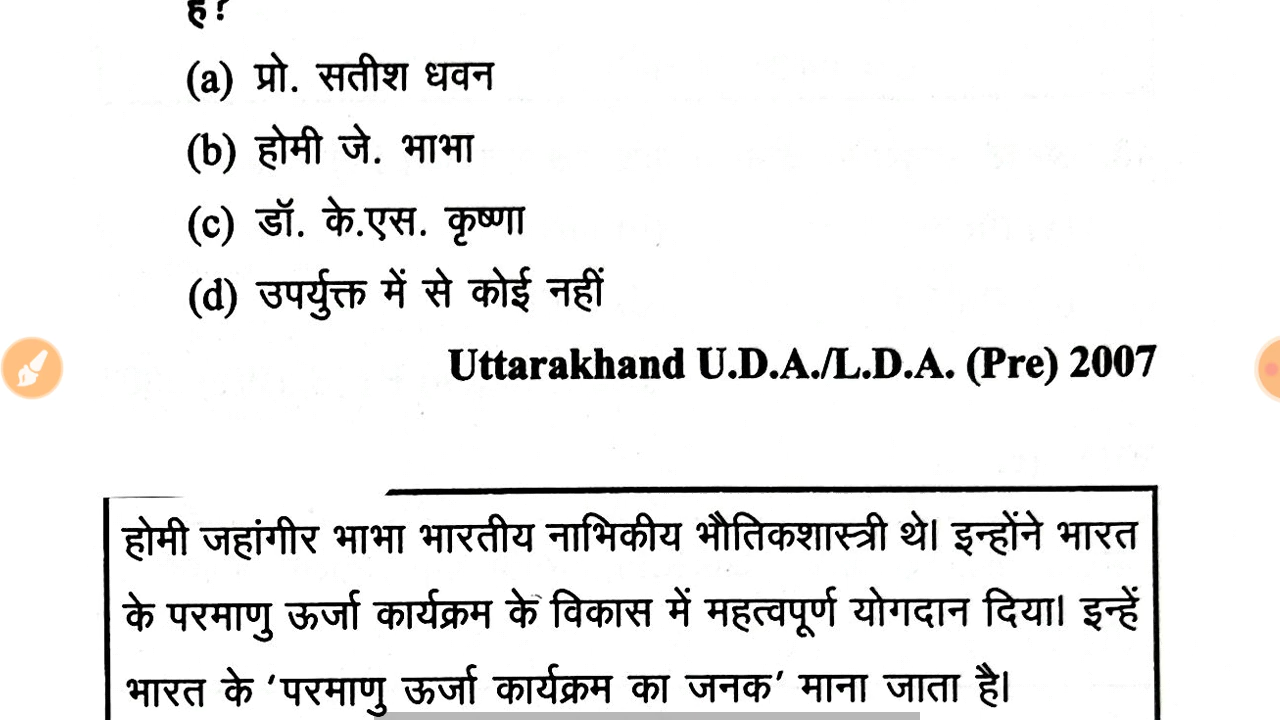 है?
(a) प्रो. सतीश धवन
(b) होमी जे. भाभा
(c) डॉ. के.एस. कृष्णा
(d) उपर्युक्त में से कोई नहीं
Uttarakhand U.D.A./L.D.A. (Pre) 2007
होमी जहांगीर भाभा भारतीय नाभिकीय भौतिकशास्त्री थे। इन्होंने भारत
के परमाणु ऊर्जा कार्यक्रम के विकास में महत्वपूर्ण योगदान दिया। इन्हें
भारत के 'परमाणु ऊर्जा कार्यक्रम का जनक' माना जाता है।